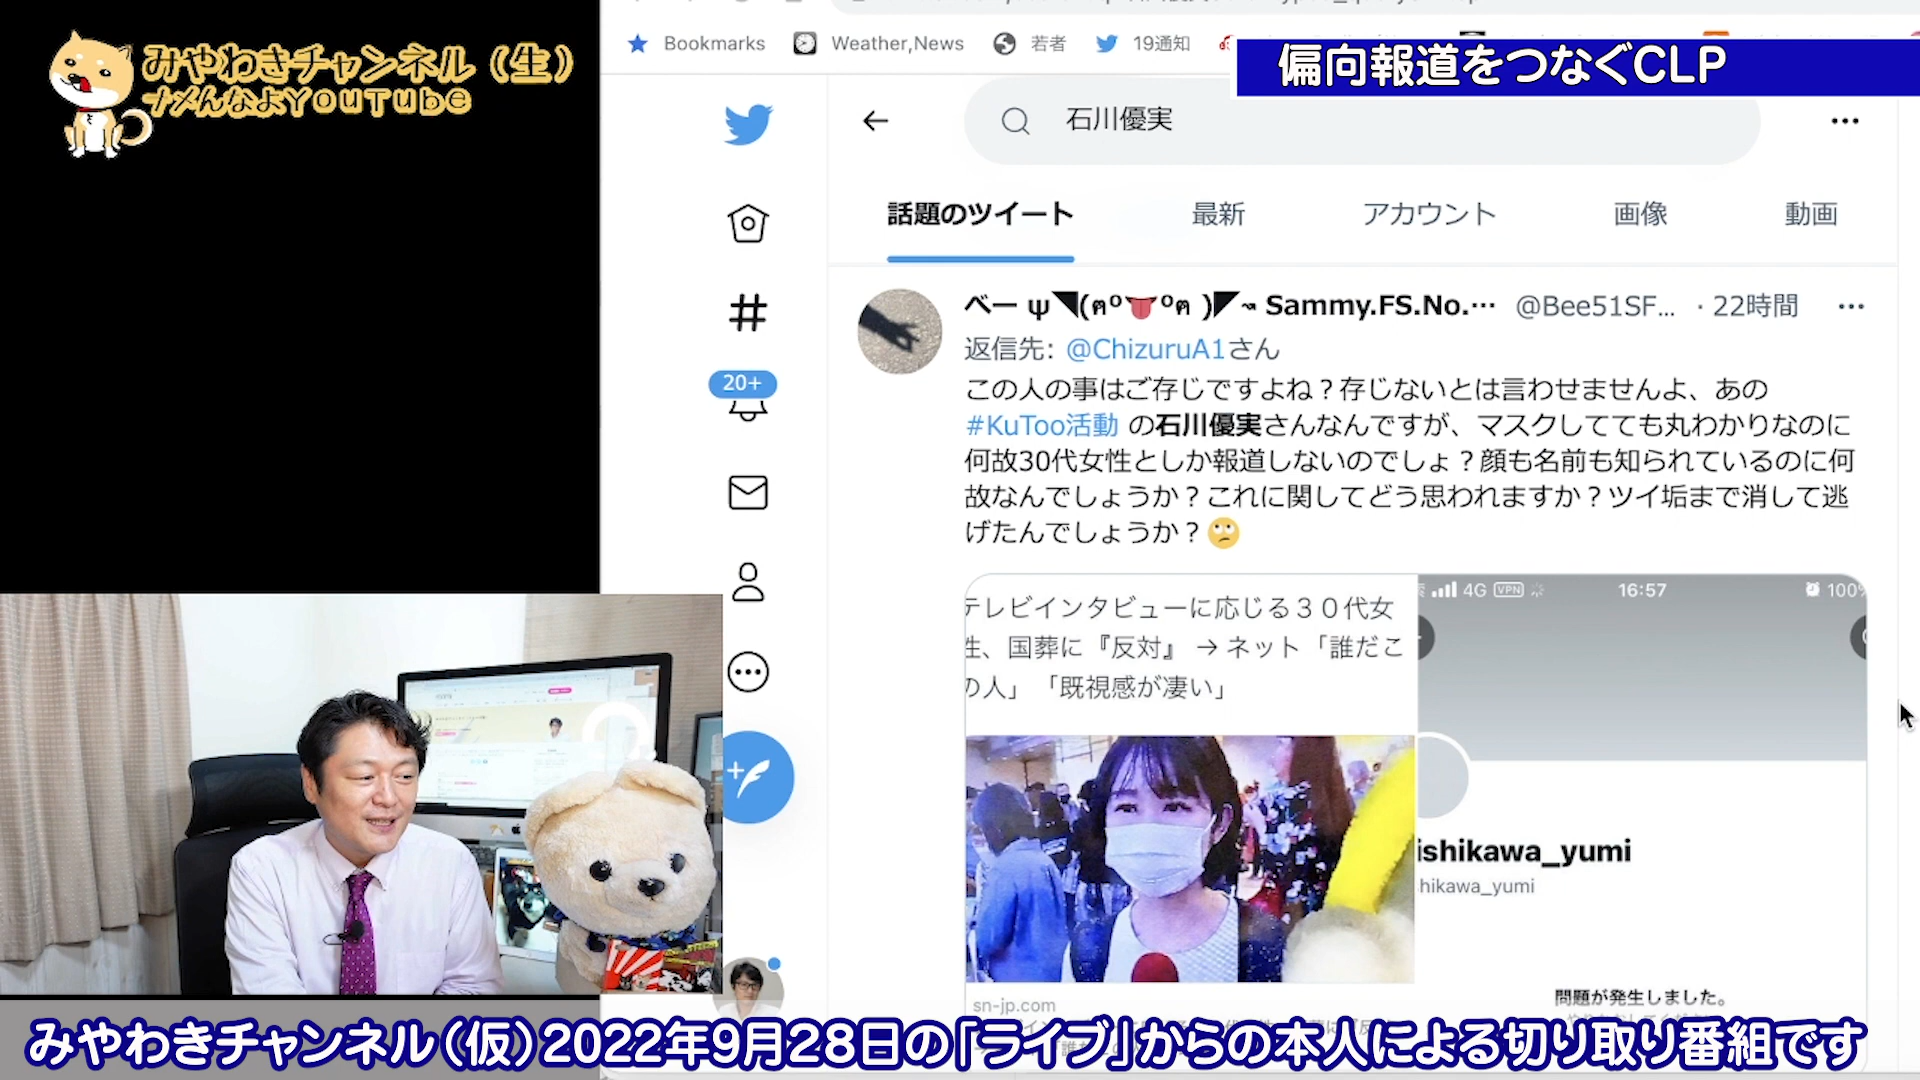 みやわきチャンネル（生）
ナメんなよYouTube
Bookmarks
Weather,News
若者
19通知
偏向報道をつなぐCLP
石川優実
話題のツイート
最新
アカウント
画像
動画
20+
べー ψ◥(ฅº👅ºฅ )◤↝ Sammy.FS.No.… @Bee51SF... · 22時間
返信先: @ChizuruA1さん
この人の事はご存じですよね？存じないとは言わせませんよ、あの
#KuToo活動 の石川優実さんなんですが、マスクしてても丸わかりなのに
何故30代女性としか報道しないのでしょ？顔も名前も知られているのに何
故なんでしょうか？これに関してどう思われますか？ツイ垢まで消して逃
げたんでしょうか？🙄
テレビインタビューに応じる３０代女
性、国葬に『反対』 → ネット「誰だこ
の人」「既視感が凄い」
4G VPN
16:57
100%
ishikawa_yumi
hikawa_yumi
問題が発生しました。
sn-jp.com
みやわきチャンネル（仮）2022年9月28日の「ライブ」からの本人による切り取り番組です